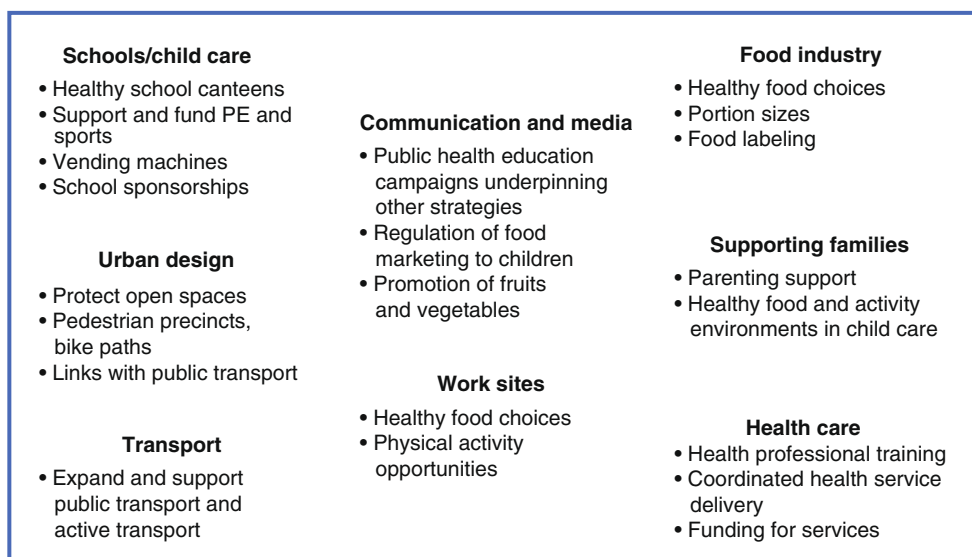 Schools/child care
• Healthy school canteens
• Support and fund PE and
sports
• Vending machines
• School sponsorships
Urban design
• Protect open spaces
• Pedestrian precincts,
bike paths
• Links with public transport
Transport
• Expand and support
public transport and
active transport
Communication and media
• Public health education
campaigns underpinning
other strategies
• Regulation of food
marketing to children
• Promotion of fruits
and vegetables
Work sites
• Healthy food choices
• Physical activity
opportunities
Food industry
• Healthy food choices
• Portion sizes
• Food labeling
Supporting families
• Parenting support
• Healthy food and activity
environments in child care
Health care
• Health professional training
• Coordinated health service
delivery
• Funding for services